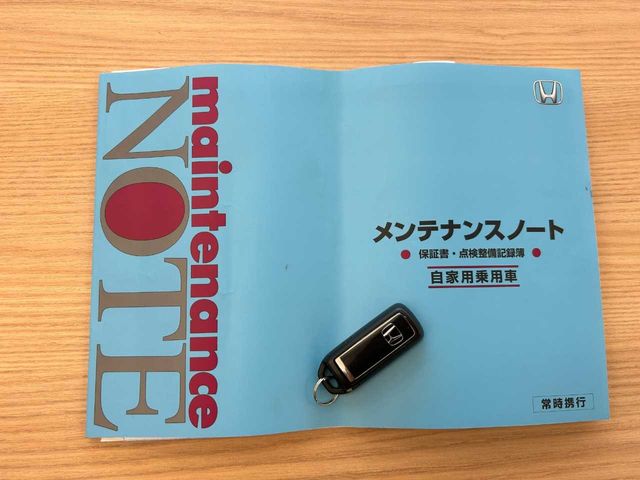 maintenance
NOTE
メンテナンスノート
保証書・点検整備記録簿
自家用乗用車
常時携行